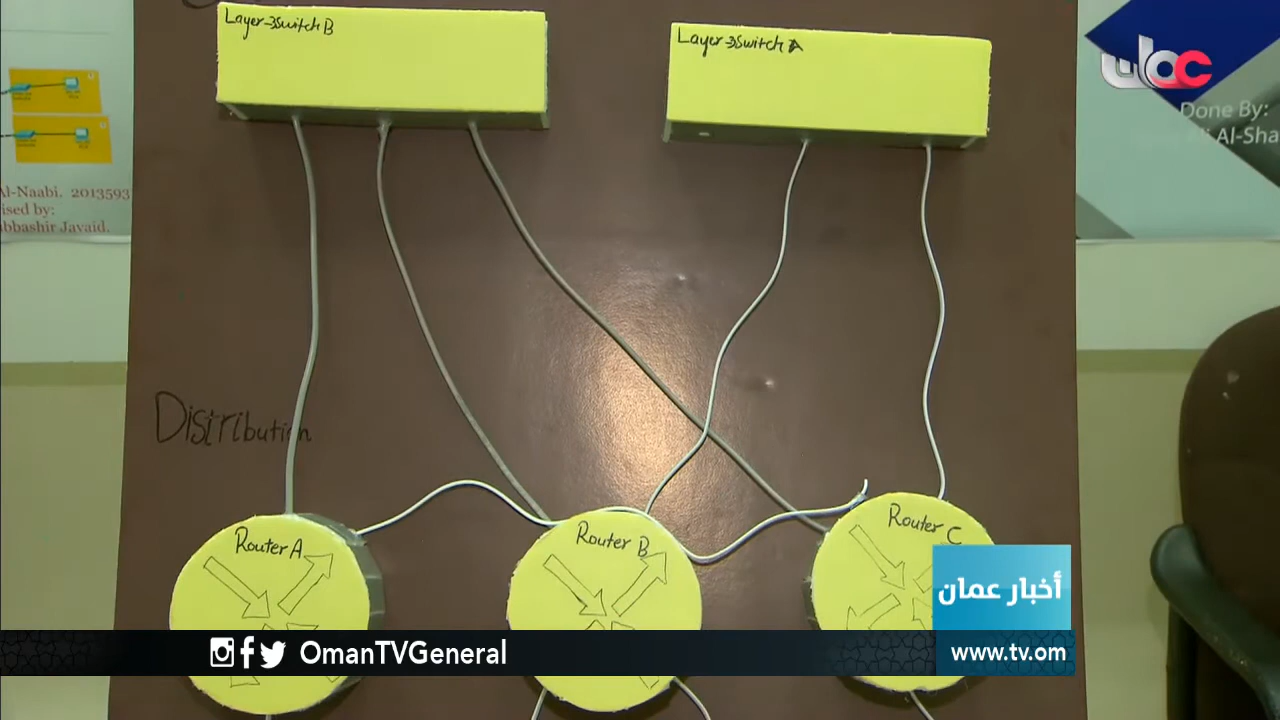 Layer-3SwitchB
Layer-3Switch A
Done By:
Al-Naabi. 2013593
ised by:
bbashir Javaid.
Distribution
Router A
Router B
Router C
أخبار عمان
www.tv.om
OmanTVGeneral